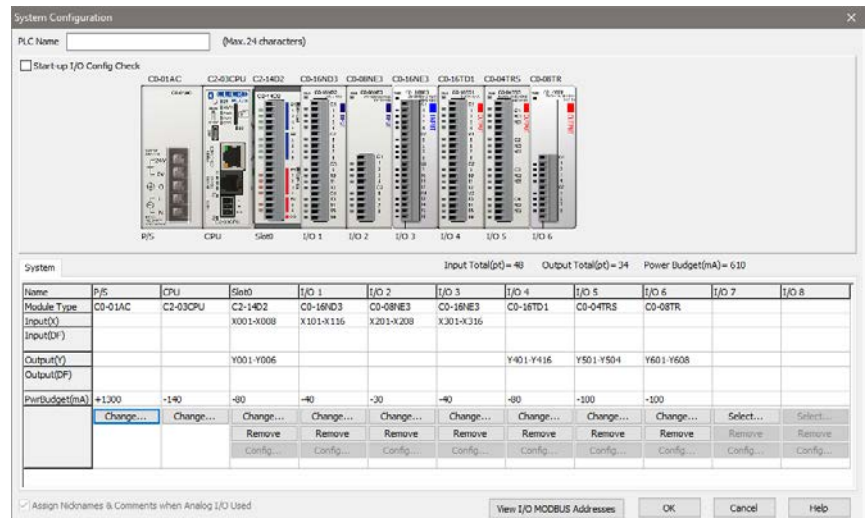 System Configuration
PLC Name (Max. 24 characters)
Start-up I/O Config Check
C0-01AC C2-03CPU C2-14D2 C0-16ND3 C0-08NE3 C0-16NE3 C0-16TD1 C0-04TRS C0-08TR
P/S CPU Slot0 I/O 1 I/O 2 I/O 3 I/O 4 I/O 5 I/O 6
System Input Total(pt)= 48 Output Total(pt)= 34 Power Budget(mA)= 610
Name P/S CPU Slot0 I/O 1 I/O 2 I/O 3 I/O 4 I/O 5 I/O 6 I/O 7 I/O 8
Module Type C0-01AC C2-03CPU C2-14D2 C0-16ND3 C0-08NE3 C0-16NE3 C0-16TD1 C0-04TRS C0-08TR
Input(X) X001-X008 X101-X116 X201-X208 X301-X316
Input(DF)
Output(Y) Y001-Y006 Y401-Y416 Y501-Y504 Y601-Y608
Output(DF)
PwrBudget(mA) +1300 -140 -80 -40 -30 -40 -80 -100 -100
Change... Change... Change... Change... Change... Change... Change... Change... Change... Select... Select...
Remove Remove Remove Remove Remove Remove Remove Remove Remove
Config... Config... Config... Config... Config... Config... Config... Config... Config...
Assign Nicknames & Comments when Analog I/O Used View I/O MODBUS Addresses OK Cancel Help